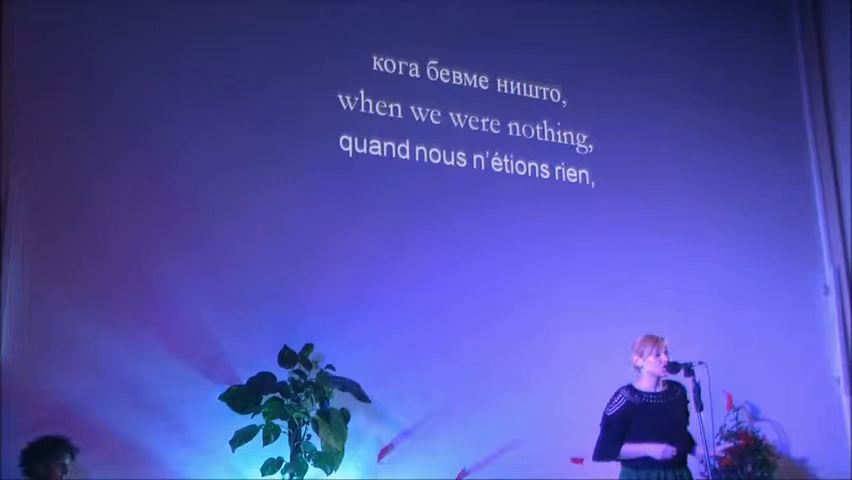 кога бевме ништо,
when we were nothing,
quand nous n'étions rien,